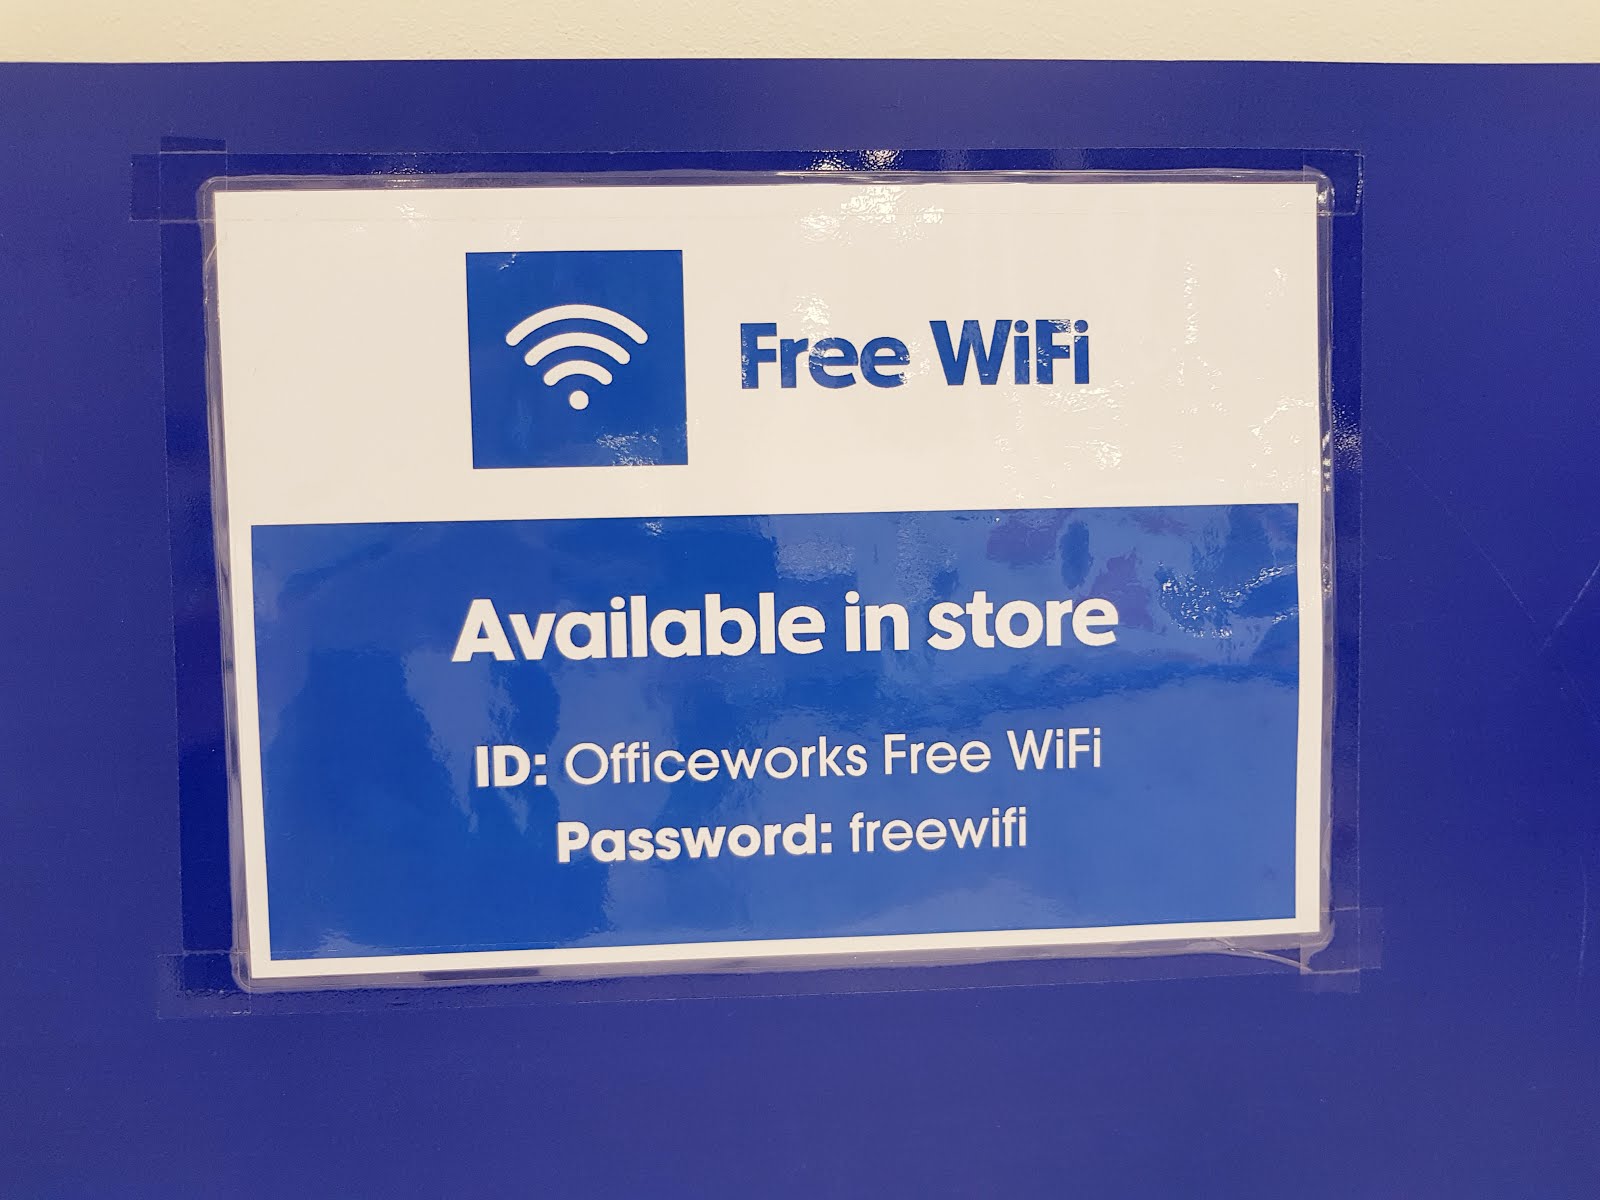 Free WiFi
Available in store
ID: Officeworks Free WiFi
Password: freewifi